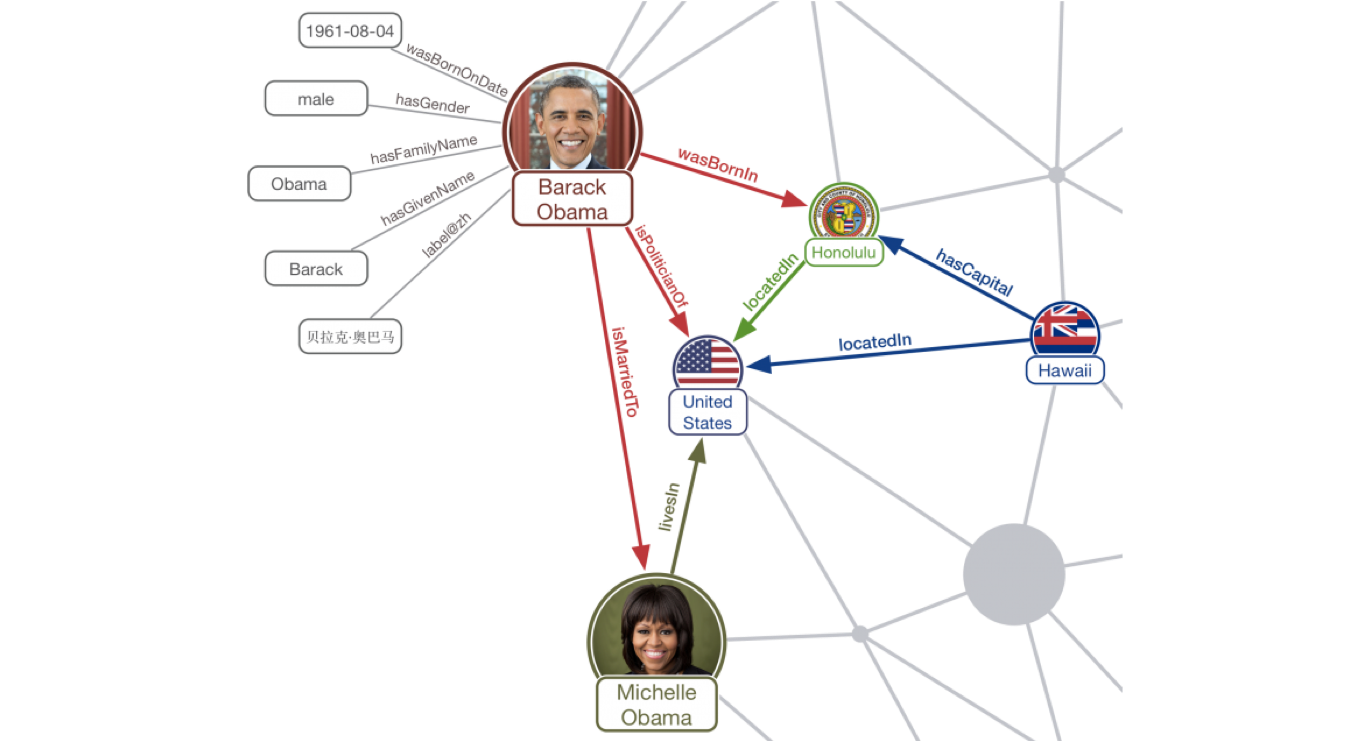 1961-08-04
wasBornOnDate
male
hasGender
hasFamilyName
Obama
hasGivenName
Barack
label@zh
贝拉克·奥巴马
Barack
Obama
wasBornIn
isPoliticianOf
isMarriedTo
Honolulu
locatedIn
hasCapital
locatedIn
Hawaii
United
States
livesIn
Michelle
Obama